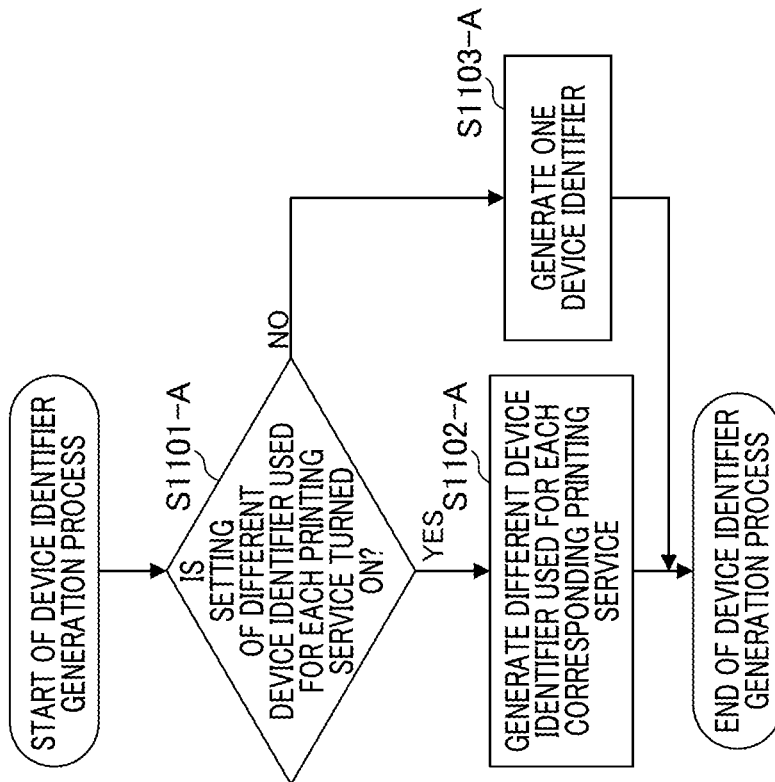 START OF DEVICE IDENTIFIER
GENERATION PROCESS
S1101-A
IS
SETTING
OF DIFFERENT
DEVICE IDENTIFIER USED
FOR EACH PRINTING
SERVICE TURNED
ON?
NO
YES
S1102-A
GENERATE DIFFERENT DEVICE
IDENTIFIER USED FOR EACH
CORRESPONDING PRINTING
SERVICE
S1103-A
GENERATE ONE
DEVICE IDENTIFIER
END OF DEVICE IDENTIFIER
GENERATION PROCESS